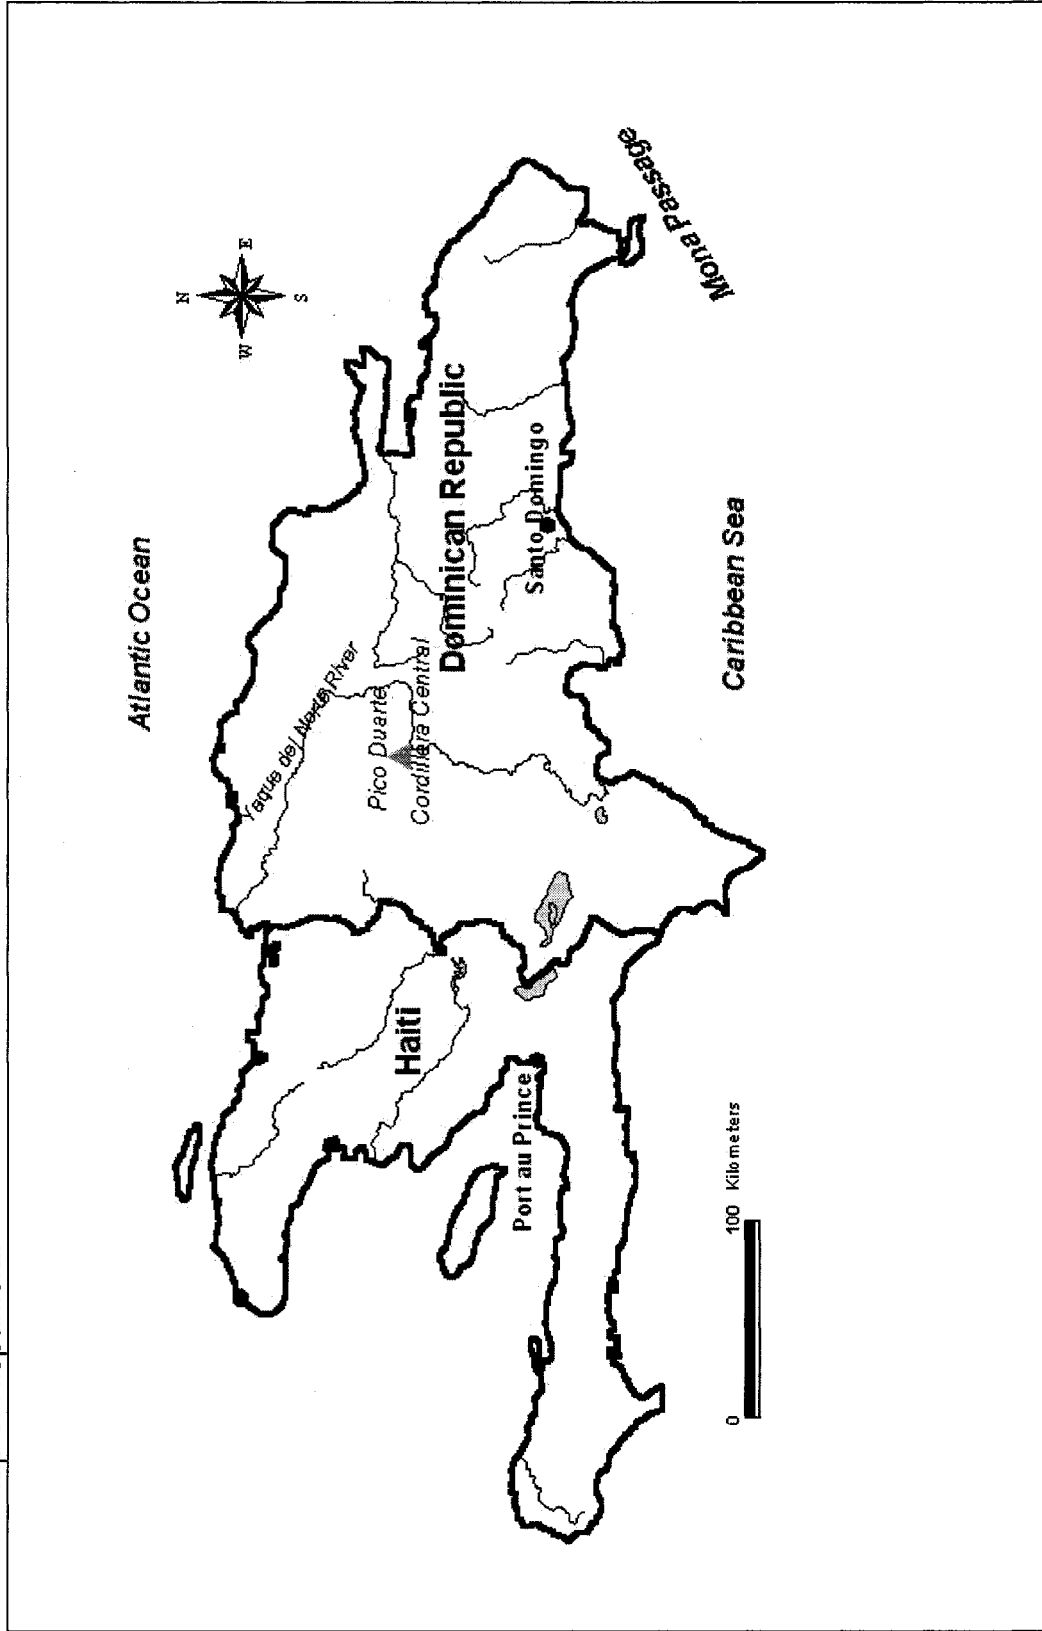 Atlantic Ocean
N
W
E
S
Yaque del Norte River
Pico Duarte
Cordillera Central
Dominican Republic
Haiti
Santo Domingo
Port au Prince
Mona Passage
Caribbean Sea
0
100 Kilometers